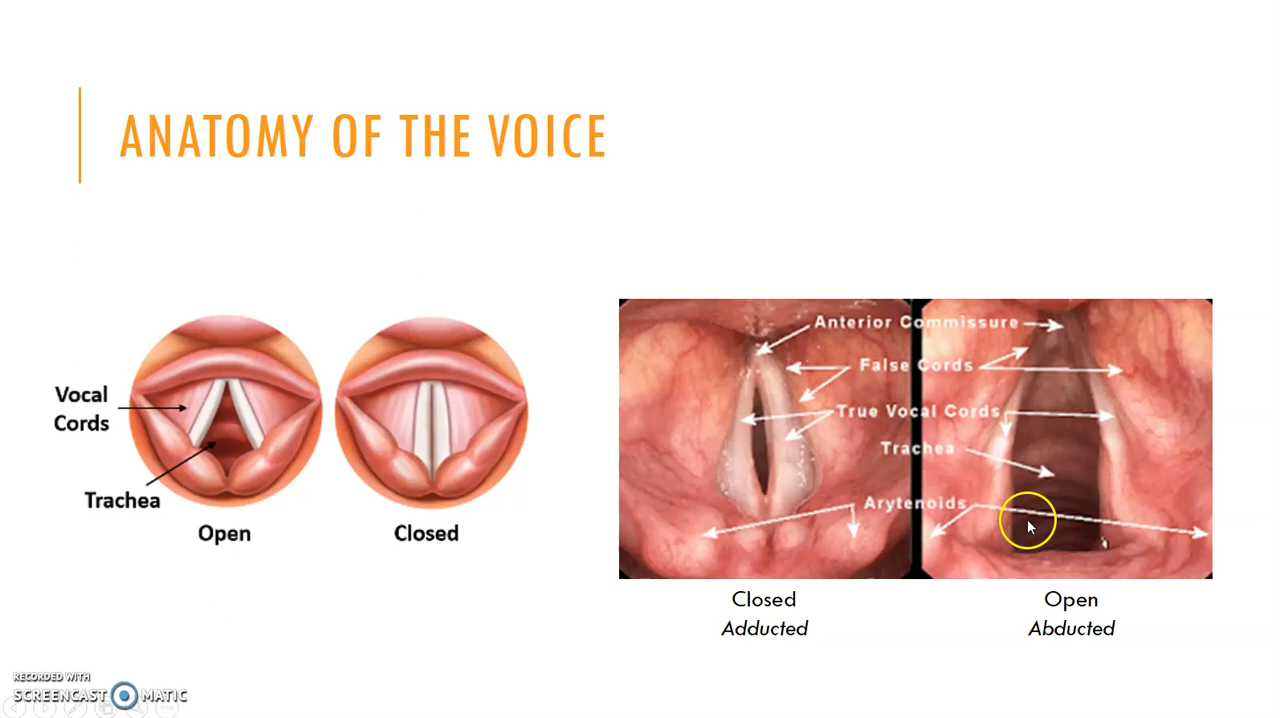 ANATOMY OF THE VOICE
Vocal
Cords
Trachea
Open
Closed
Anterior Commissure
False Cords
True Vocal Cords
Trachea
Arytenoids
Closed
Adducted
Open
Abducted
RECORDED WITH
SCREENCAST MATIC